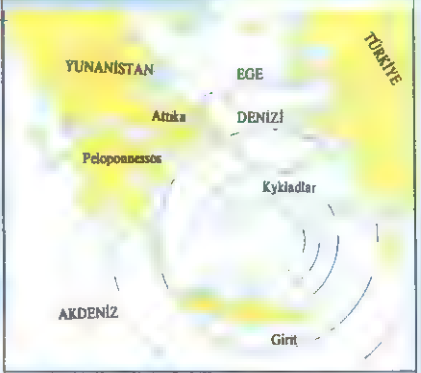 YUNANİSTAN
EGE
TÜRKİYE
Attika
DENİZİ
Peloponnessos
Kykladlar
AKDENİZ
Girit